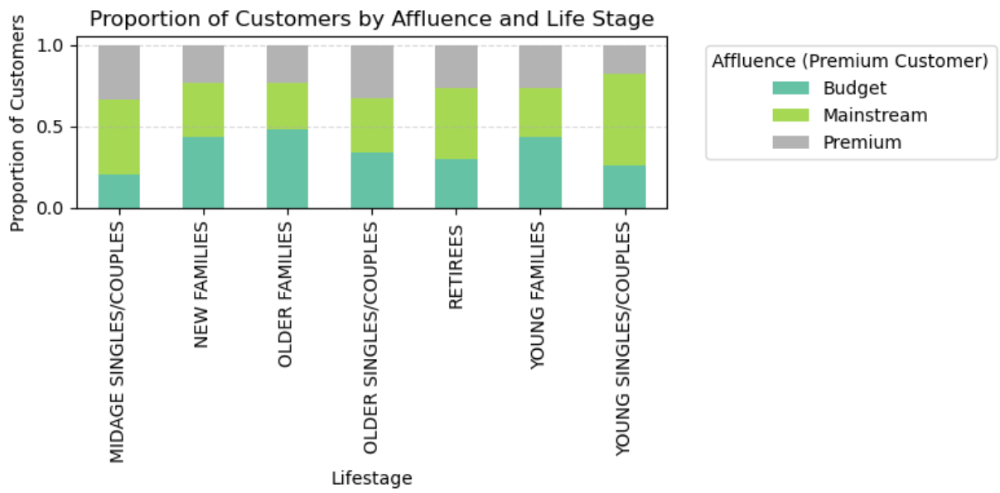 Proportion of Customers by Affluence and Life Stage
Proportion of Customers
1.0
0.5
0.0
MIDAGE SINGLES/COUPLES
NEW FAMILIES
OLDER FAMILIES
OLDER SINGLES/COUPLES
RETIREES
YOUNG FAMILIES
YOUNG SINGLES/COUPLES
Lifestage
Affluence (Premium Customer)
Budget
Mainstream
Premium